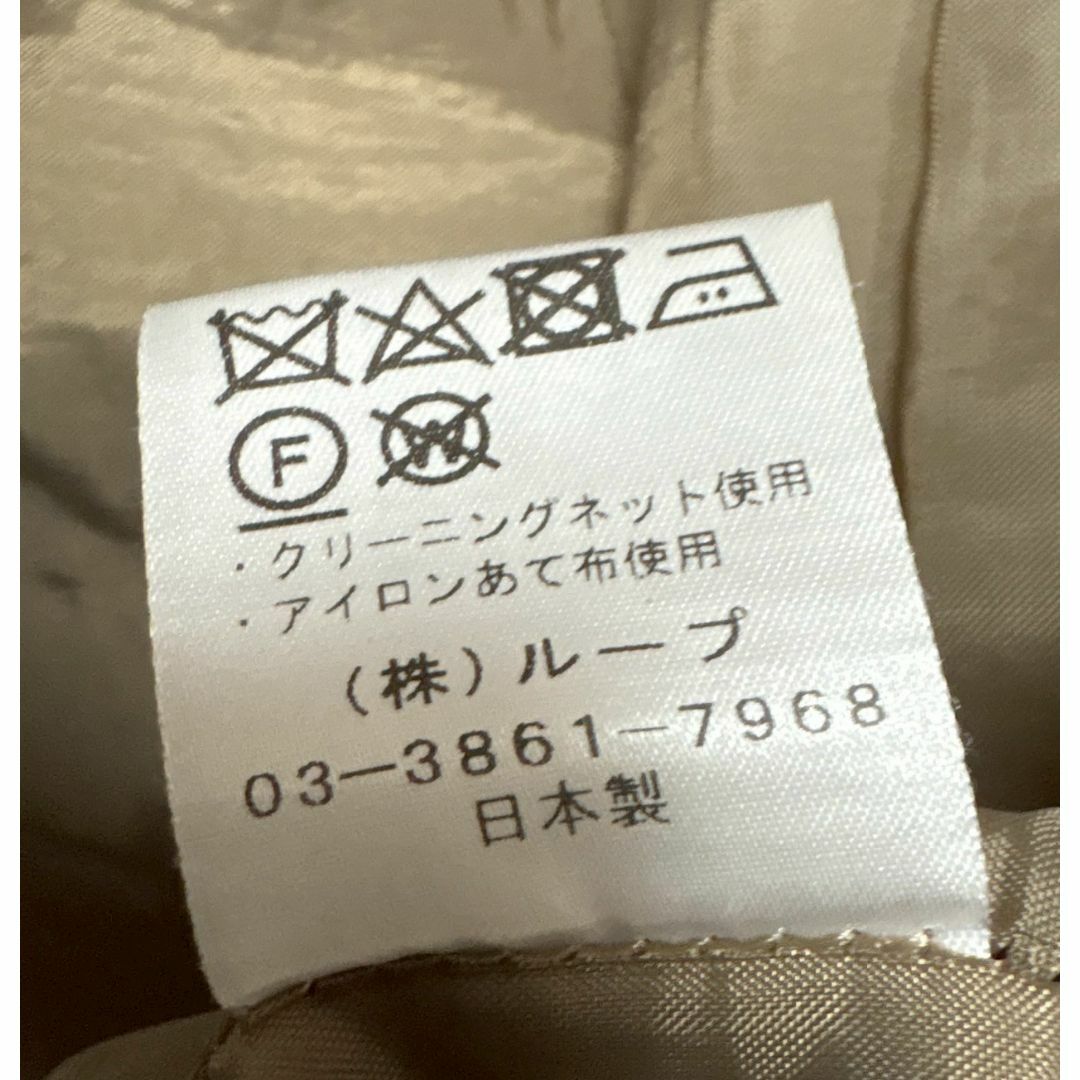 F W
・クリーニングネット使用
・アイロンあて布使用
(株)ループ
03-3861-7968
日本製